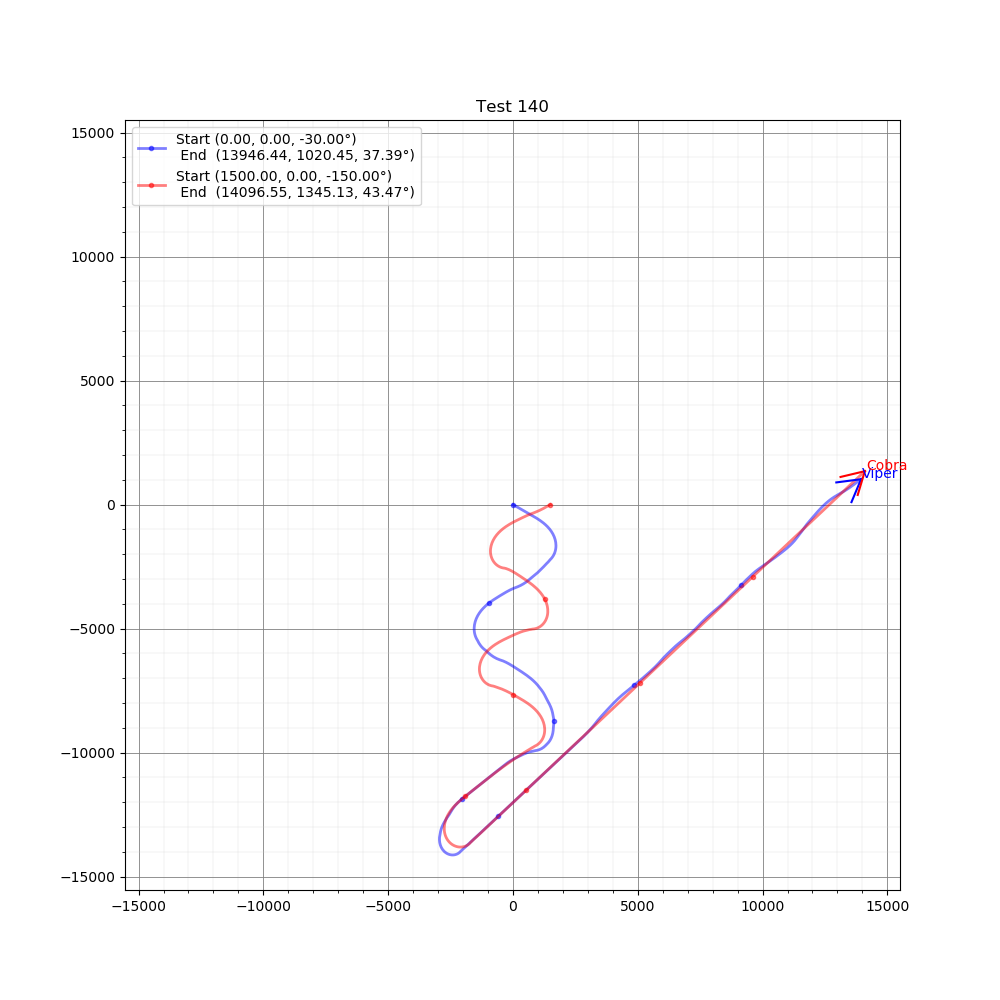 Test 140
Start (0.00, 0.00, -30.00°)
End (13946.44, 1020.45, 37.39°)
Start (1500.00, 0.00, -150.00°)
End (14096.55, 1345.13, 43.47°)
15000
10000
5000
0
−5000
−10000
−15000
Cobra
Viper
−15000 −10000 −5000 0 5000 10000 15000